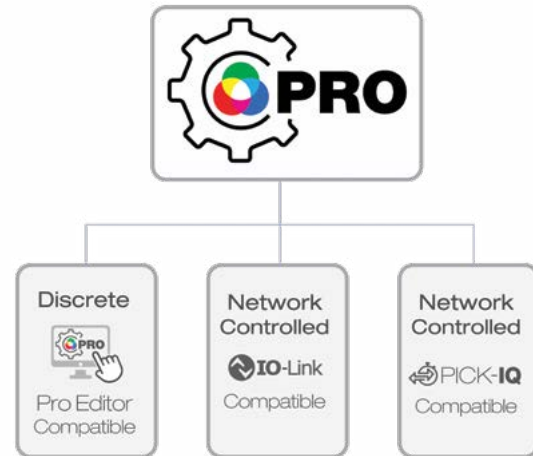 PRO
Discrete
PRO
Pro Editor
Compatible
Network
Controlled
IO-Link
Compatible
Network
Controlled
PICK-IQ
Compatible